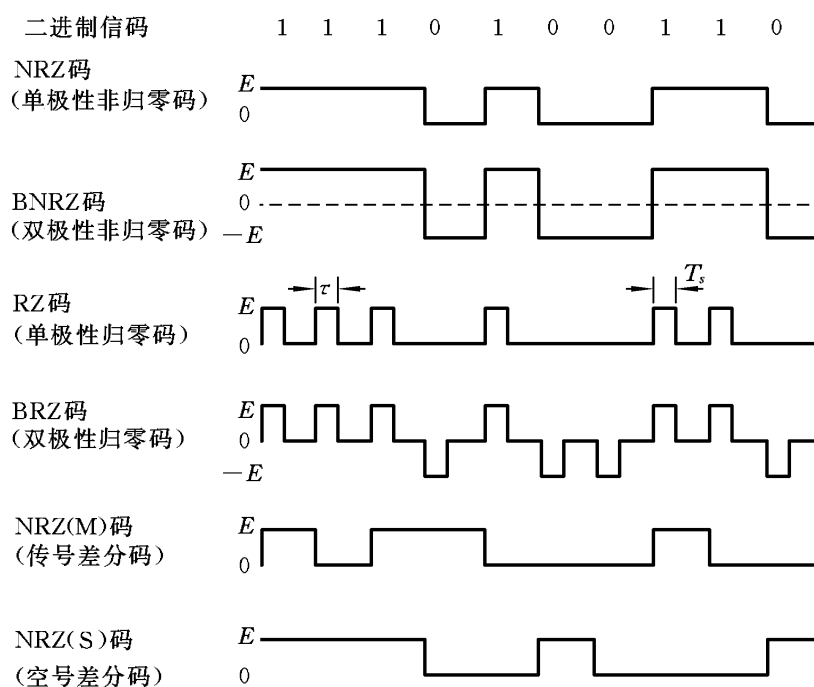 二进制信码 1 1 1 0 1 0 0 1 1 0
NRZ码
(单极性非归零码)
E
0
BNRZ码
(双极性非归零码)
E
0
—E
RZ码
(单极性归零码)
E
0
τ
Ts
BRZ码
(双极性归零码)
E
0
—E
NRZ(M)码
(传号差分码)
E
0
NRZ(S)码
(空号差分码)
E
0